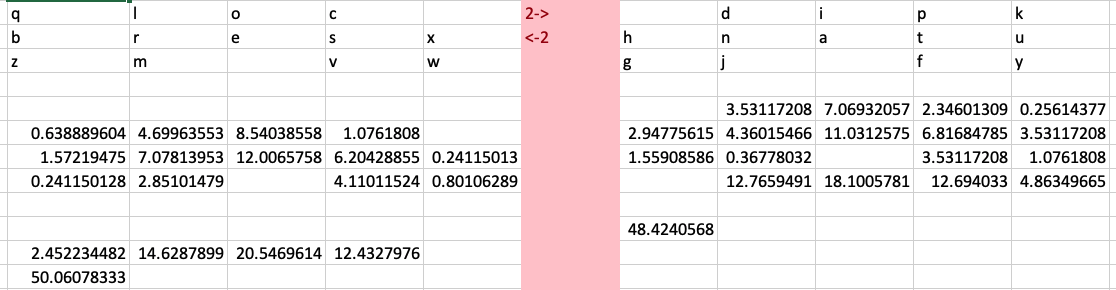 q l o c 2-> d i p k
b r e s x <-2 h n a t u
z m v w g j f y
3.53117208 7.06932057 2.34601309 0.25614377
0.638889604 4.69963553 8.54038558 1.0761808 2.94775615 4.36015466 11.0312575 6.81684785 3.53117208
1.57219475 7.07813953 12.0065758 6.20428855 0.24115013 1.55908586 0.36778032 3.53117208 1.0761808
0.241150128 2.85101479 4.11011524 0.80106289 12.7659491 18.1005781 12.694033 4.86349665
48.4240568
2.452234482 14.6287899 20.5469614 12.4327976
50.06078333